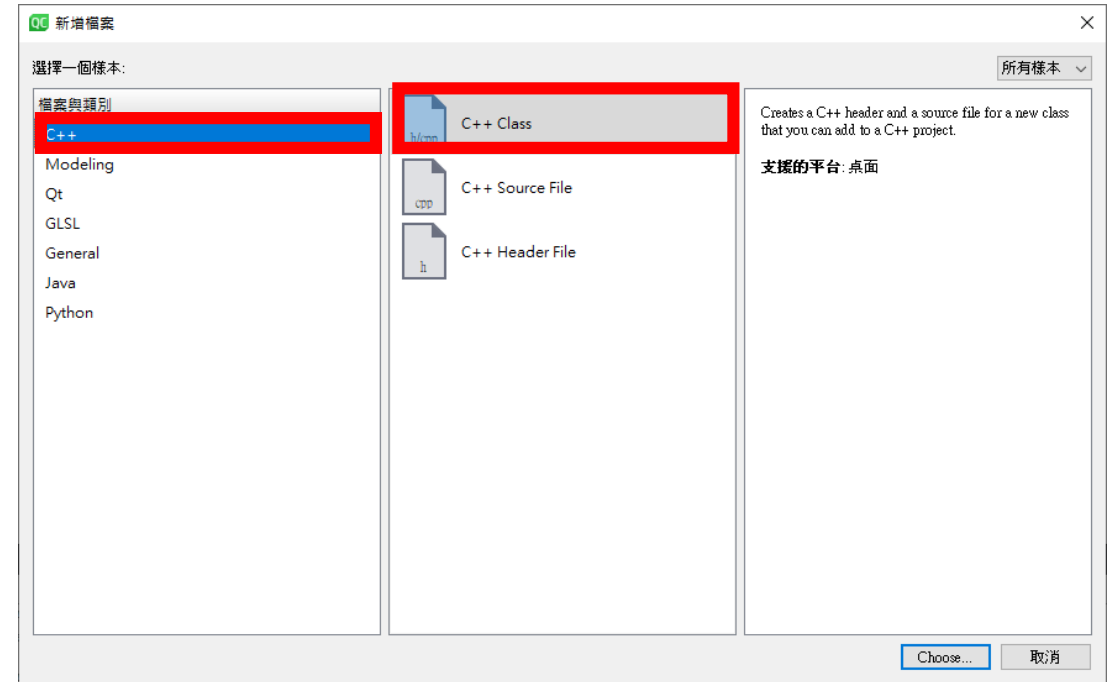 QC 新增檔案
選擇一個樣本:
所有樣本
檔案與類別
C++
Modeling
Qt
GLSL
General
Java
Python
h/cpp
C++ Class
cpp
C++ Source File
h
C++ Header File
Creates a C++ header and a source file for a new class
that you can add to a C++ project.
支援的平台: 桌面
Choose...
取消